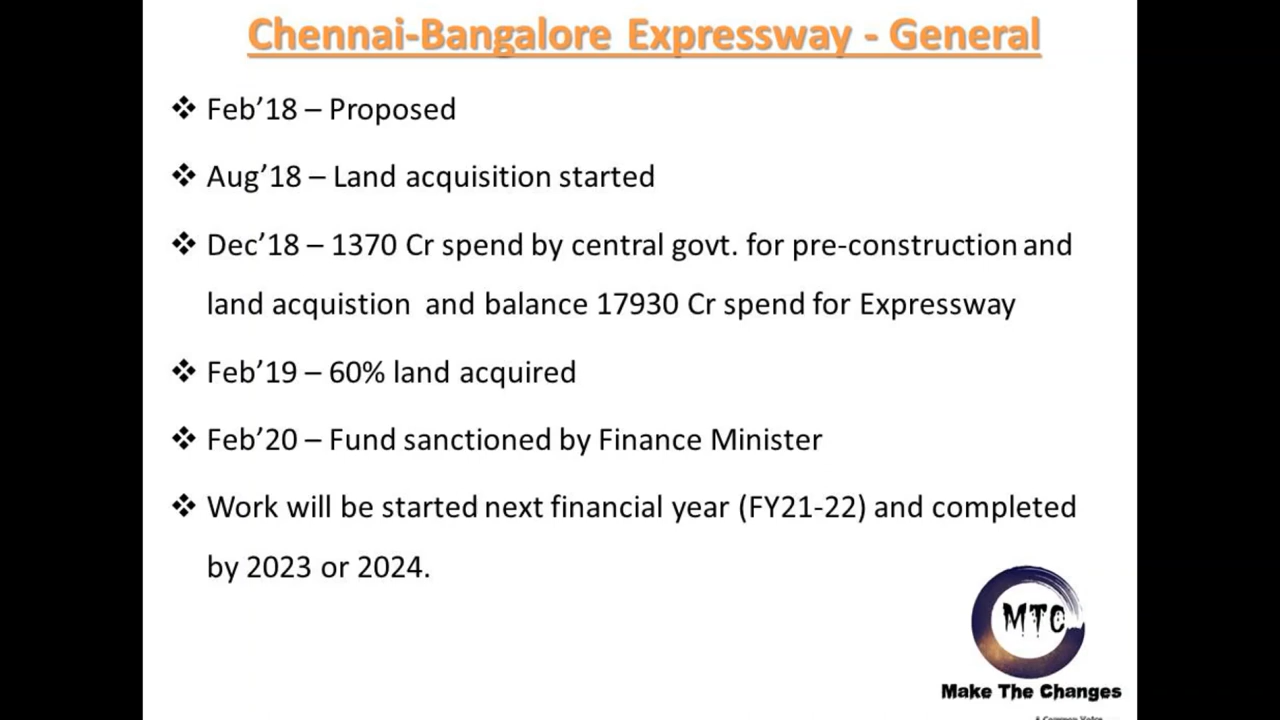 Chennai-Bangalore Expressway - General
❖ Feb’18 – Proposed
❖ Aug’18 – Land acquisition started
❖ Dec’18 – 1370 Cr spend by central govt. for pre-construction and
land acquistion and balance 17930 Cr spend for Expressway
❖ Feb’19 – 60% land acquired
❖ Feb’20 – Fund sanctioned by Finance Minister
❖ Work will be started next financial year (FY21-22) and completed
by 2023 or 2024.
MTC
Make The Changes